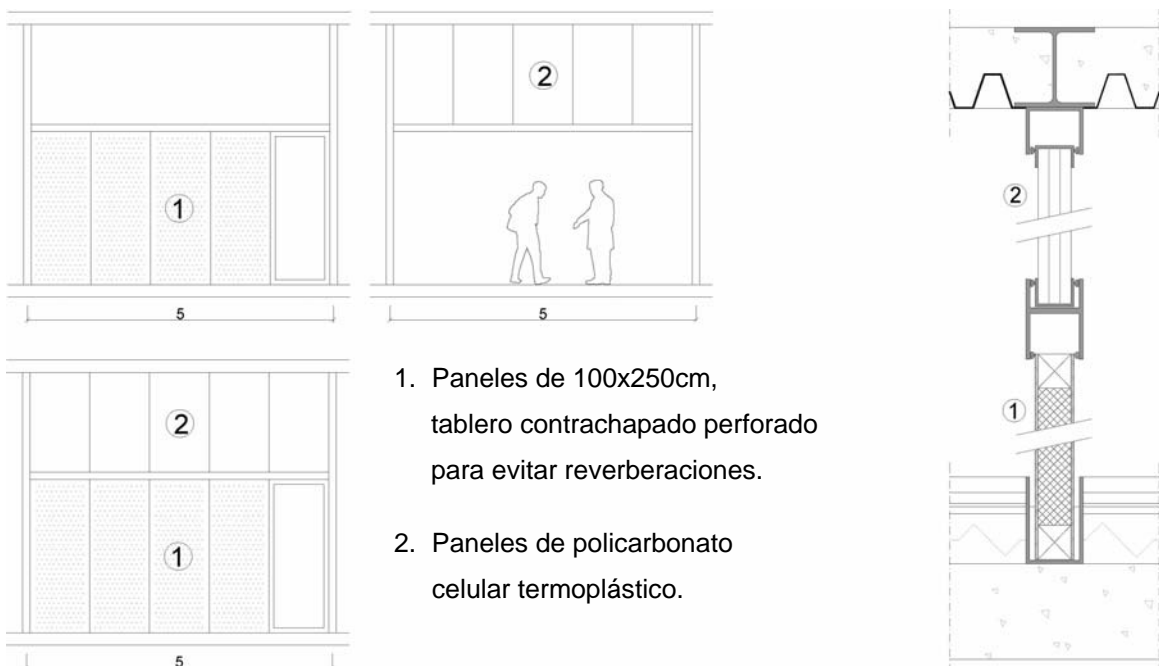 1
2
5
5
2
1
5
1. Paneles de 100x250cm,
tablero contrachapado perforado
para evitar reverberaciones.
2. Paneles de policarbonato
celular termoplástico.
2
1